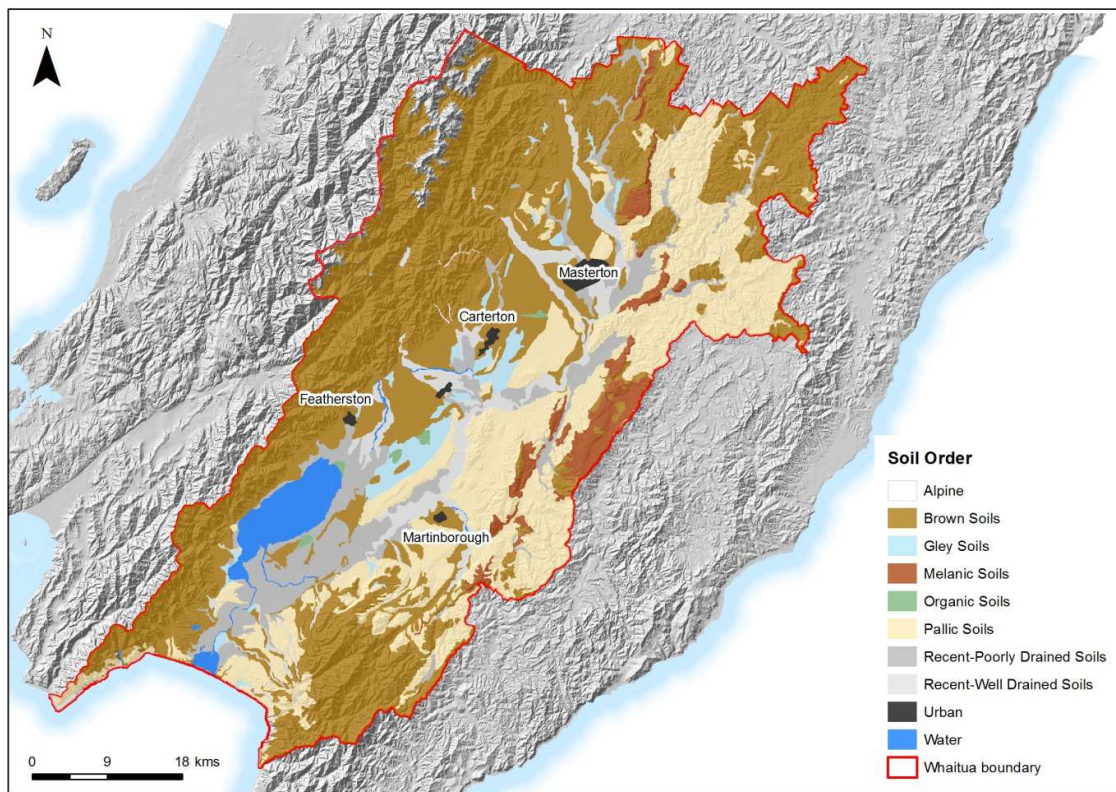 N
Masterton
Carterton
Featherston
Martinborough
Soil Order
Alpine
Brown Soils
Gley Soils
Melanic Soils
Organic Soils
Pallic Soils
Recent-Poorly Drained Soils
Recent-Well Drained Soils
Urban
Water
Whaitua boundary
0 9 18 kms